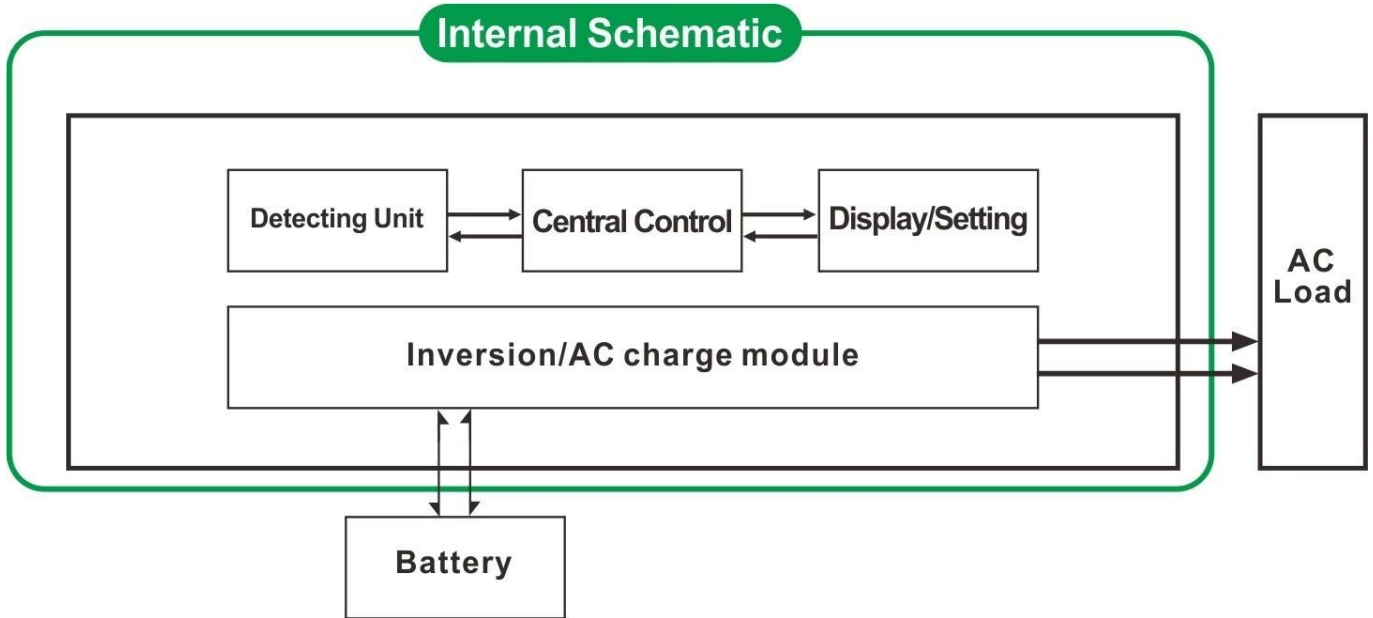 Internal Schematic
Detecting Unit
Central Control
Display/Setting
AC
Load
Inversion/AC charge module
Battery